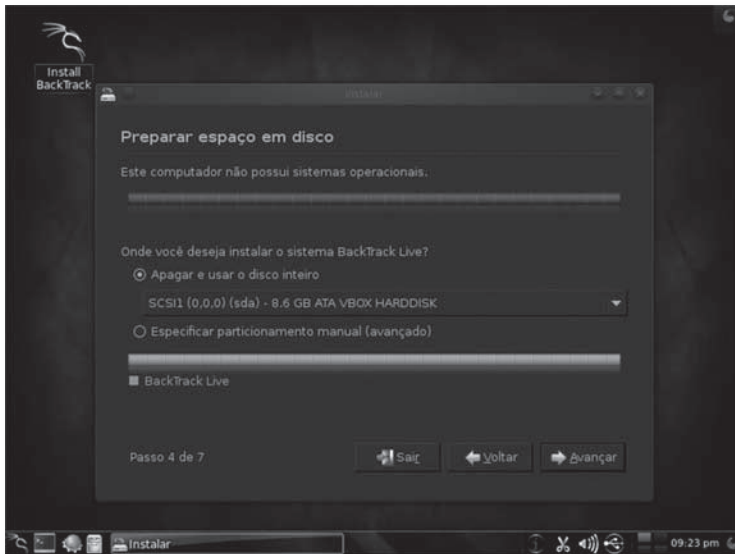 Install
BackTrack
Instalar
Preparar espaço em disco
Este computador não possui sistemas operacionais.
Onde você deseja instalar o sistema BackTrack Live?
Apagar e usar o disco inteiro
SCSI1 (0,0,0) (sda) - 8.6 GB ATA VBOX HARDDISK
Especificar particionamento manual (avançado)
BackTrack Live
Passo 4 de 7
Sair
Voltar
Avançar
Instalar
09:23 pm